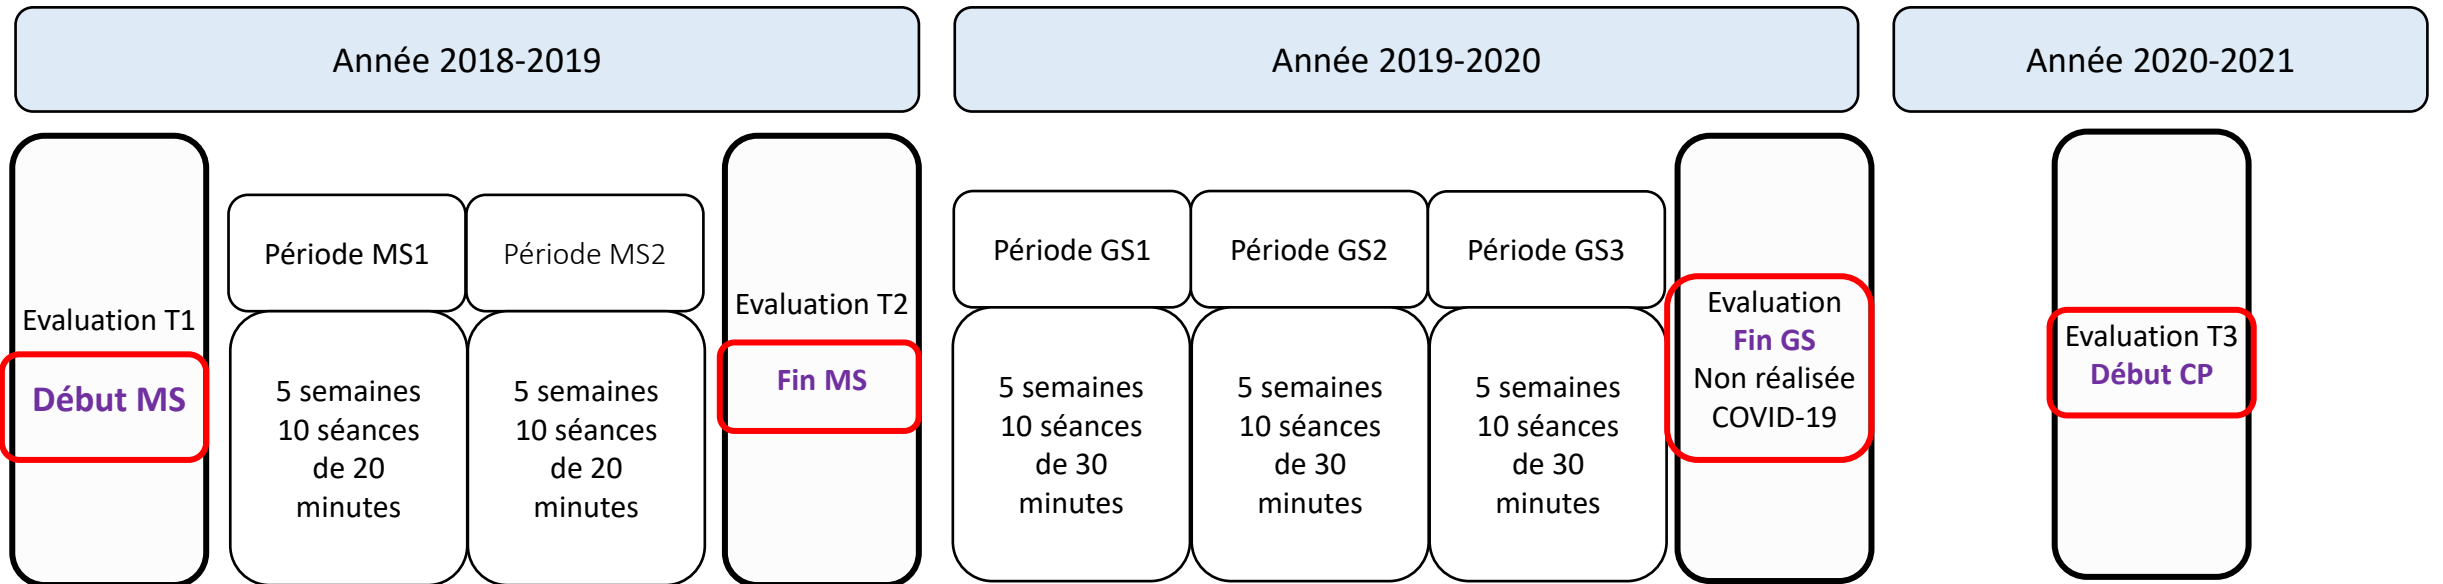 Année 2018-2019
Année 2019-2020
Année 2020-2021
Evaluation T1
Début MS
Période MS1
5 semaines
10 séances
de 20
minutes
Période MS2
5 semaines
10 séances
de 20
minutes
Evaluation T2
Fin MS
Période GS1
5 semaines
10 séances
de 30
minutes
Période GS2
5 semaines
10 séances
de 30
minutes
Période GS3
5 semaines
10 séances
de 30
minutes
Evaluation
Fin GS
Non réalisée
COVID-19
Evaluation T3
Début CP